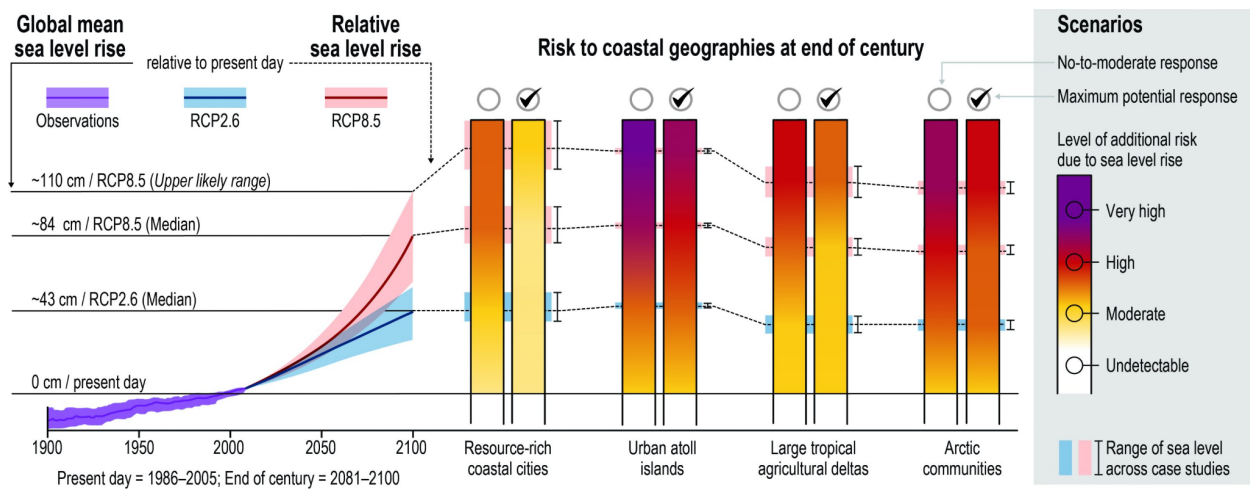 Global mean
sea level rise
Relative
sea level rise
relative to present day
Observations
RCP2.6
RCP8.5
~110 cm / RCP8.5 (Upper likely range)
~84 cm / RCP8.5 (Median)
~43 cm / RCP2.6 (Median)
0 cm / present day
1900
1950
2000
2050
2100
Present day = 1986–2005; End of century = 2081–2100
Risk to coastal geographies at end of century
Resource-rich
coastal cities
Urban atoll
islands
Large tropical
agricultural deltas
Arctic
communities
Scenarios
No-to-moderate response
Maximum potential response
Level of additional risk
due to sea level rise
Very high
High
Moderate
Undetectable
Range of sea level
across case studies